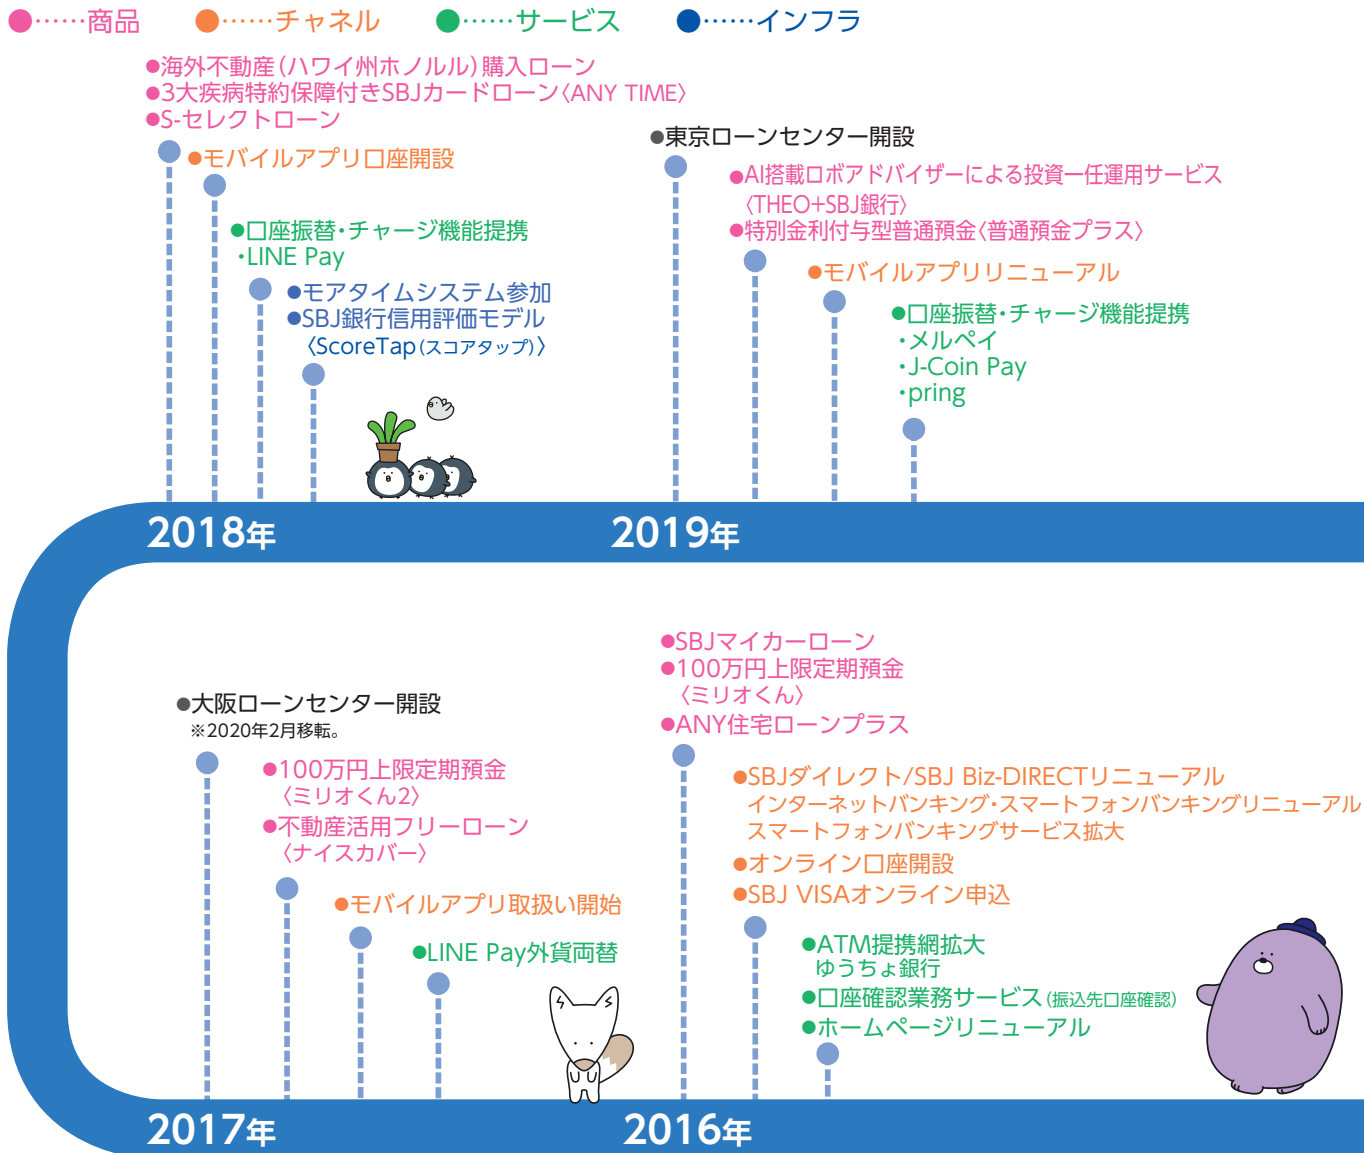 ●……商品 ●……チャネル ●……サービス ●……インフラ
●海外不動産(ハワイ州ホノルル)購入ローン
●3大疾病特約保障付きSBJカードローン〈ANY TIME〉
●S-セレクトローン
●モバイルアプリ口座開設
●口座振替・チャージ機能提携
・LINE Pay
●モアタイムシステム参加
●SBJ銀行信用評価モデル
〈ScoreTap(スコアタップ)〉
●東京ローンセンター開設
●AI搭載ロボアドバイザーによる投資一任運用サービス
〈THEO+SBJ銀行〉
●特別金利付与型普通預金〈普通預金プラス〉
●モバイルアプリリニューアル
●口座振替・チャージ機能提携
・メルペイ
・J-Coin Pay
・pring
2018年
2019年
●大阪ローンセンター開設
※2020年2月移転。
●100万円上限定期預金
〈ミリオくん2〉
●不動産活用フリーローン
〈ナイスカバー〉
●モバイルアプリ取扱い開始
●LINE Pay外貨両替
●SBJマイカーローン
●100万円上限定期預金
〈ミリオくん〉
●ANY住宅ローンプラス
●SBJダイレクト/SBJ Biz-DIRECTリニューアル
インターネットバンキング・スマートフォンバンキングリニューアル
スマートフォンバンキングサービス拡大
●オンライン口座開設
●SBJ VISAオンライン申込
●ATM提携網拡大
ゆうちょ銀行
●口座確認業務サービス(振込先口座確認)
●ホームページリニューアル
2017年
2016年